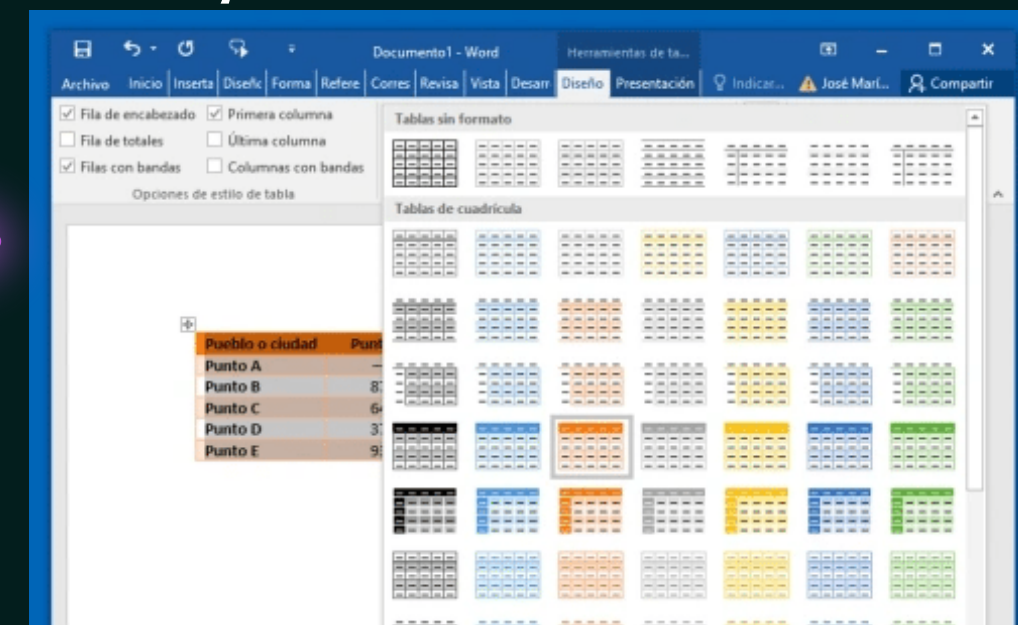 Documento1 - Word
Herramientas de ta...
Archivo Inicio Inserta Diseñc Forma Refere Corres Revisa Vista Desarr Diseño Presentación Indicar... José Marí... Compartir
Fila de encabezado Primera columna
Fila de totales Última columna
Filas con bandas Columnas con bandas
Opciones de estilo de tabla
Tablas sin formato
Tablas de cuadrícula
Pueblo o ciudad Punt
Punto A
Punto B
Punto C
Punto D
Punto E